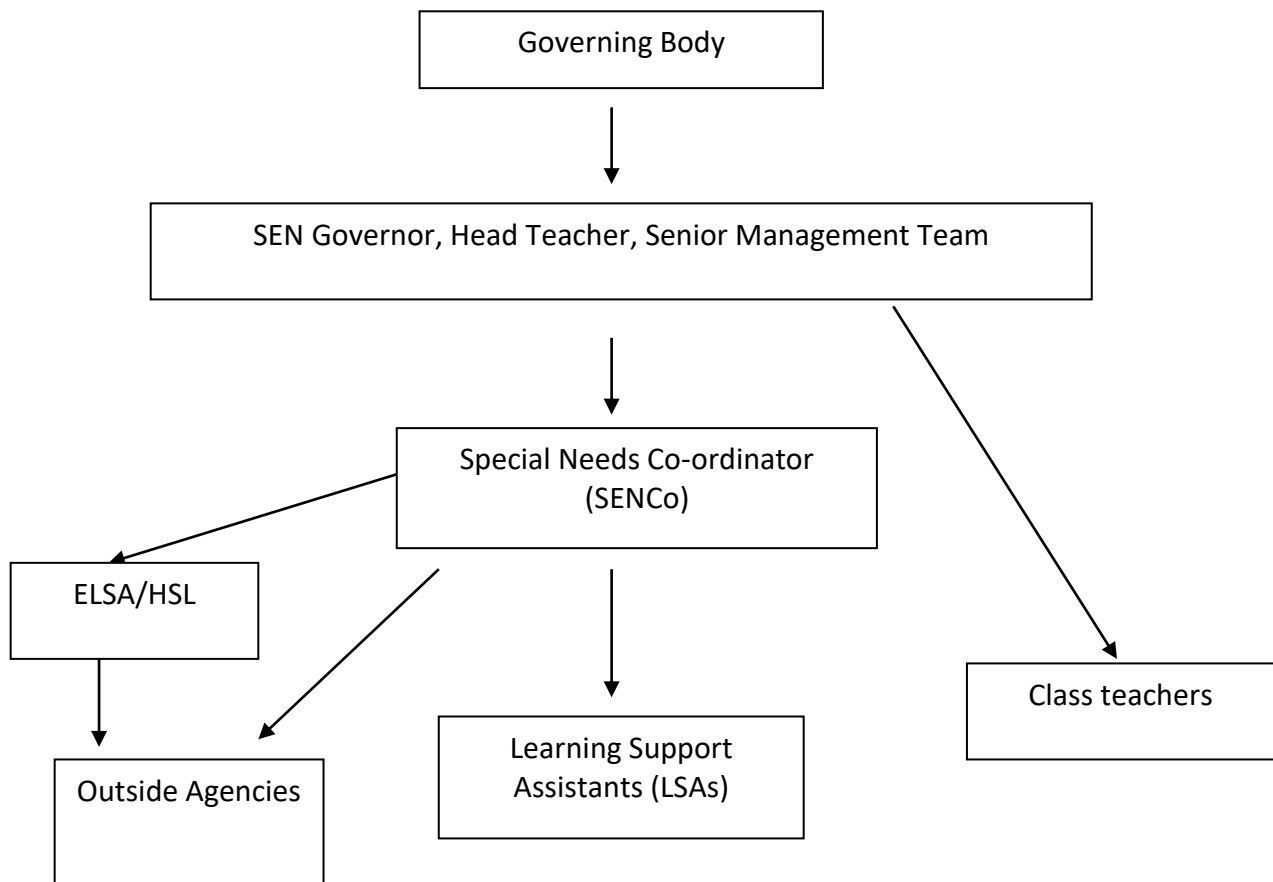 Governing Body
SEN Governor, Head Teacher, Senior Management Team
Special Needs Co-ordinator
(SENCo)
ELSA/HSL
Class teachers
Learning Support
Assistants (LSAs)
Outside Agencies